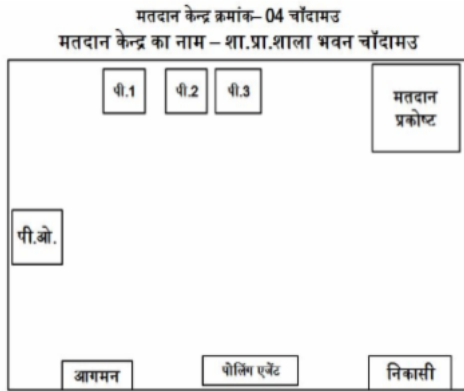 मतदान केन्द्र क्रमांक– 04 चॉदामउ
मतदान केन्द्र का नाम – शा.प्रा.शाला भवन चॉदामउ
पी.1
पी.2
पी.3
मतदान
प्रकोष्ट
पी.ओ.
आगमन
पोलिंग एजेंट
निकासी